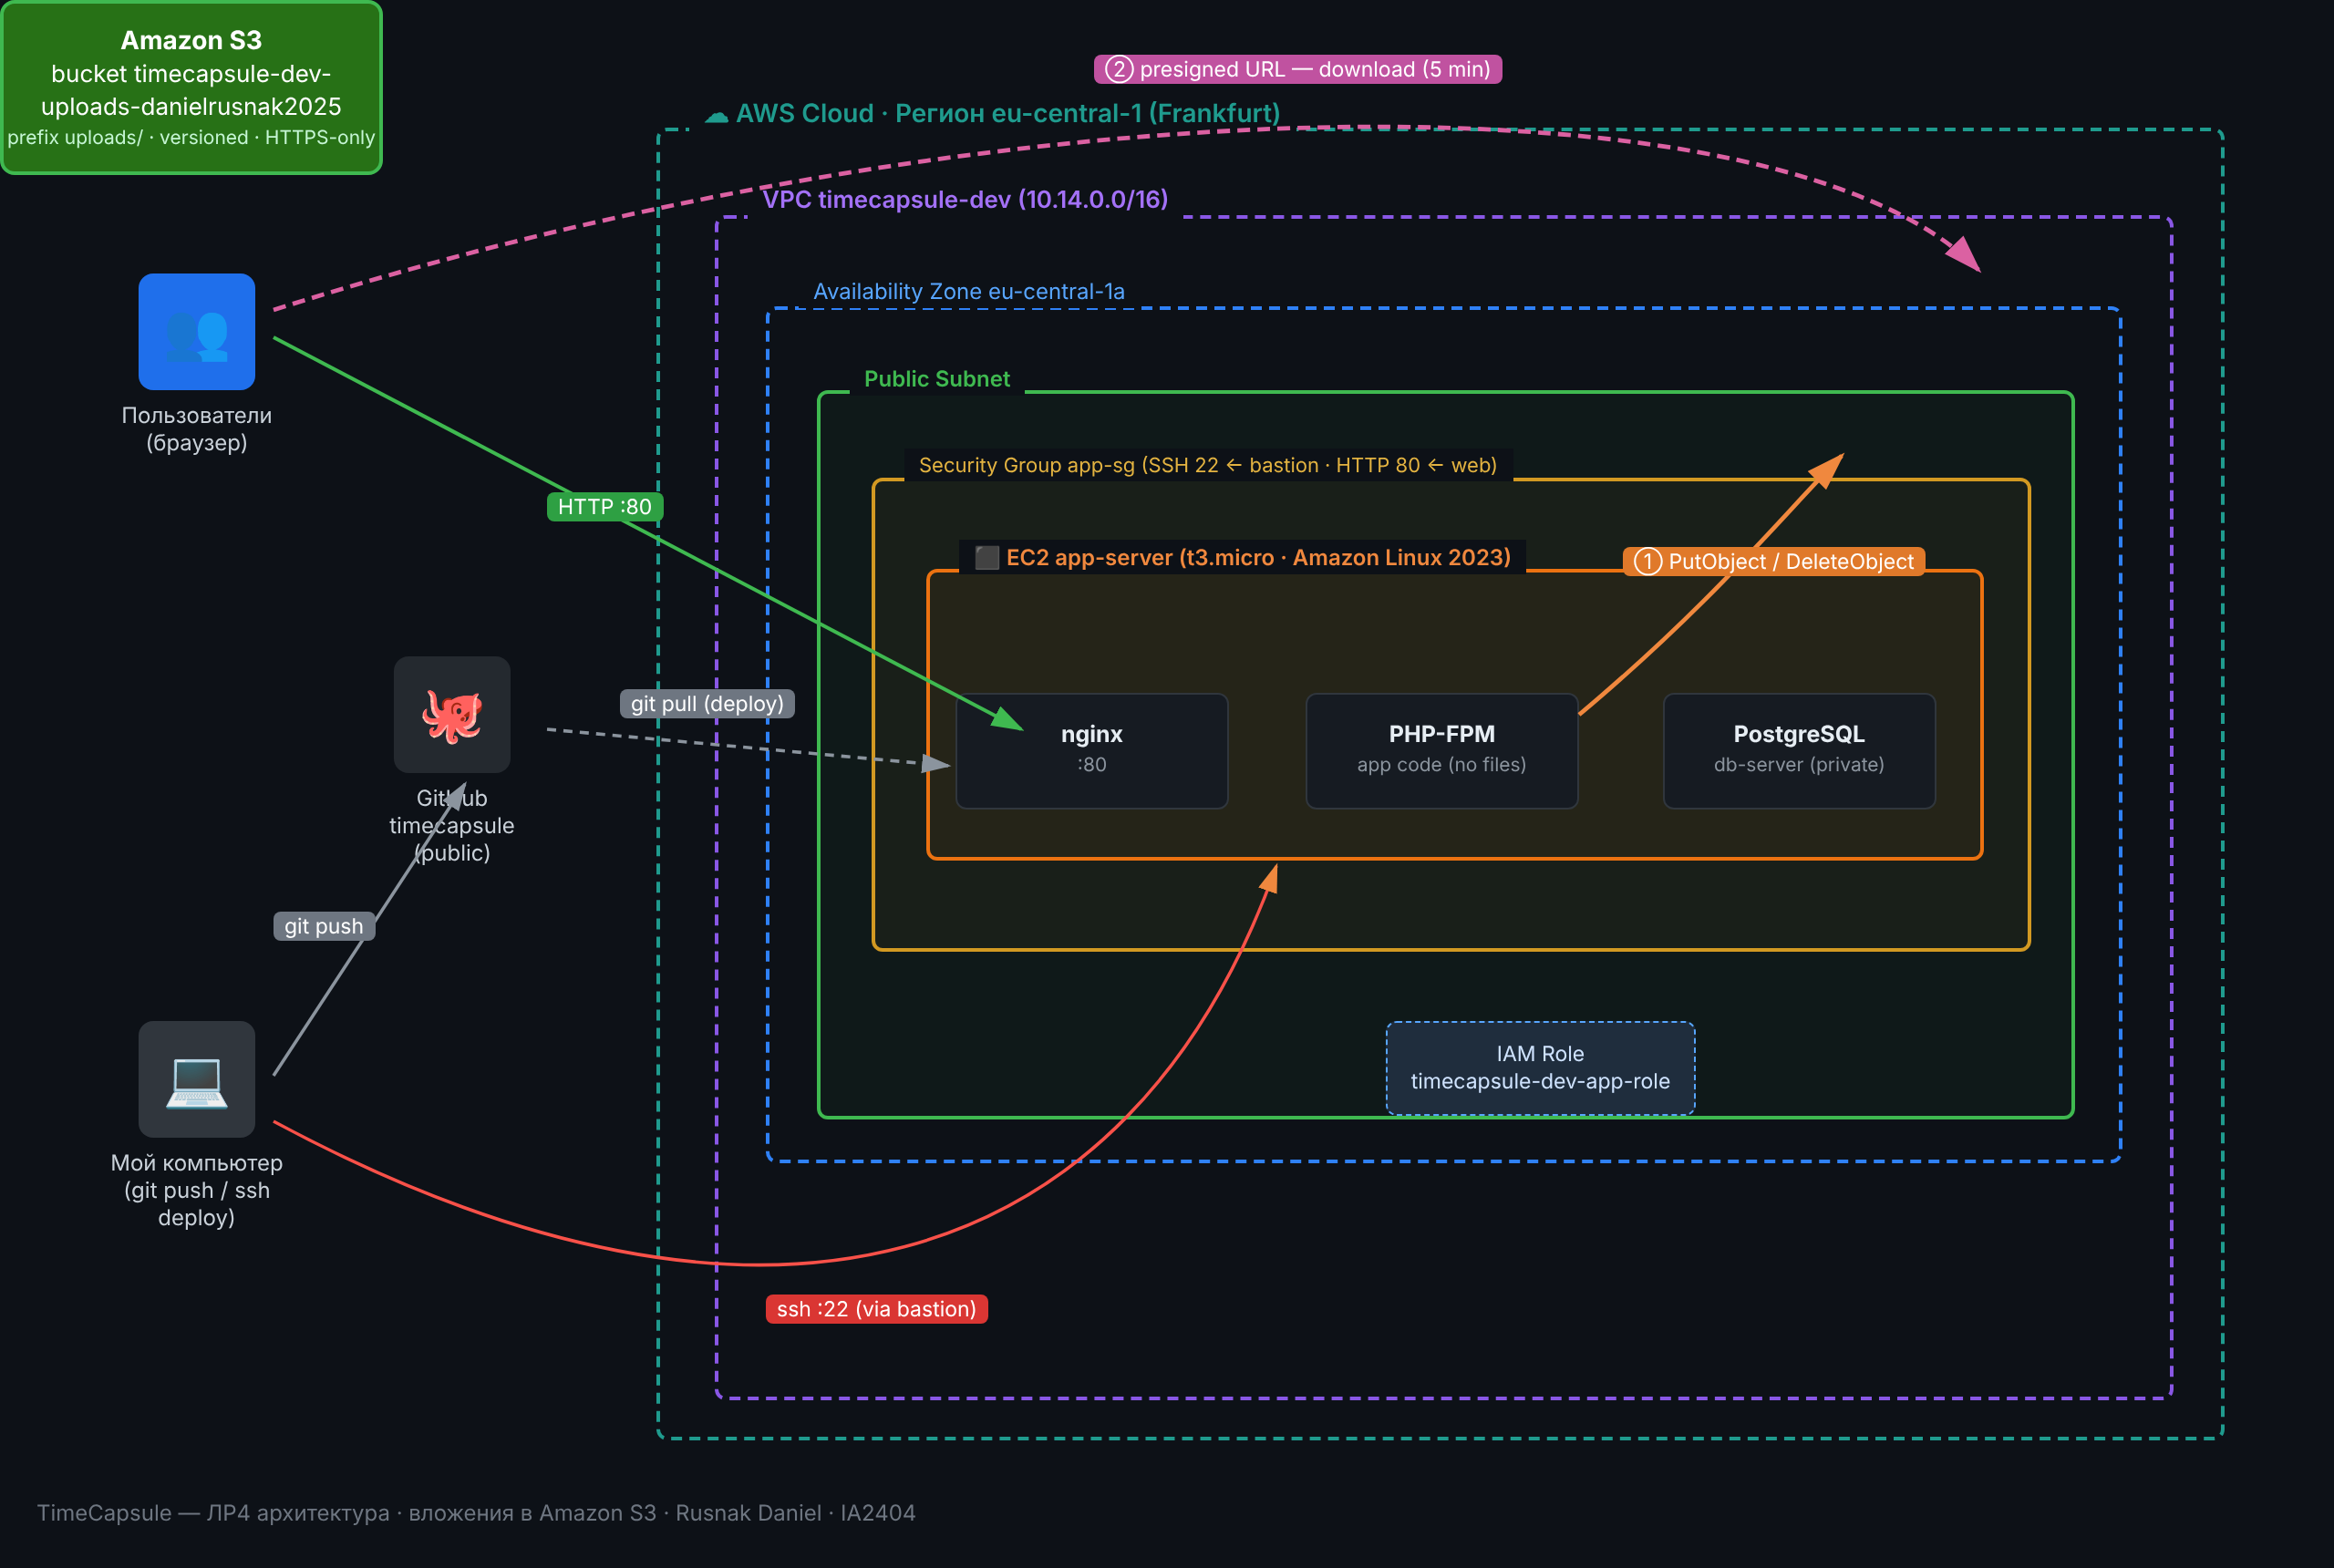 Amazon S3
bucket timecapsule-dev-
uploads-danielrusnak2025
prefix uploads/ · versioned · HTTPS-only
② presigned URL — download (5 min)
☁ AWS Cloud · Регион eu-central-1 (Frankfurt)
VPC timecapsule-dev (10.14.0.0/16)
Availability Zone eu-central-1a
Public Subnet
Пользователи
(браузер)
Security Group app-sg (SSH 22 ← bastion · HTTP 80 ← web)
HTTP :80
EC2 app-server (t3.micro · Amazon Linux 2023)
① PutObject / DeleteObject
git pull (deploy)
nginx
:80
PHP-FPM
app code (no files)
PostgreSQL
db-server (private)
GitHub
timecapsule
(public)
git push
IAM Role
timecapsule-dev-app-role
Мой компьютер
(git push / ssh
deploy)
ssh :22 (via bastion)
TimeCapsule — ЛР4 архитектура · вложения в Amazon S3 · Rusnak Daniel · IA2404